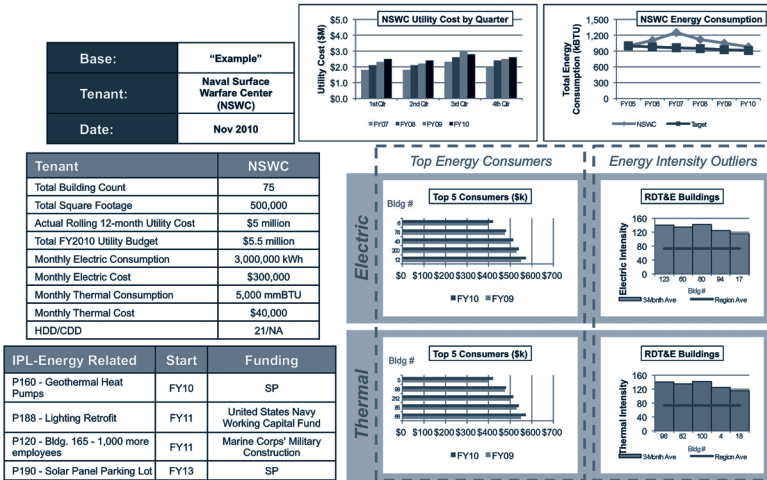 Base: "Example"
Tenant: Naval Surface
Warfare Center
(NSWC)
Date: Nov 2010
NSWC Utility Cost by Quarter
Utility Cost ($M)
$5.0
$4.0
$3.0
$2.0
$1.0
$0.0
1stQtr 2nd Qtr 3rd Qtr 4th Qtr
FY07 FY08 FY09 FY10
NSWC Energy Consumption
Total Energy
Consumption (kBTU)
1,500
1,200
900
600
300
0
FY05 FY06 FY07 FY08 FY09 FY10
NSWC Target
Tenant NSWC
Total Building Count 75
Total Square Footage 500,000
Actual Rolling 12-month Utility Cost $5 million
Total FY2010 Utility Budget $5.5 million
Monthly Electric Consumption 3,000,000 kWh
Monthly Electric Cost $300,000
Monthly Thermal Consumption 5,000 mmBTU
Monthly Thermal Cost $40,000
HDD/CDD 21/NA
IPL-Energy Related Start Funding
P160 - Geothermal Heat
Pumps FY10 SP
P188 - Lighting Retrofit FY11 United States Navy
Working Capital Fund
P120 - Bldg. 165 - 1,000 more
employees FY11 Marine Corps' Military
Construction
P190 - Solar Panel Parking Lot FY13 SP
Top Energy Consumers
Energy Intensity Outliers
Electric
Top 5 Consumers ($k)
Bldg #
$0 $100 $200 $300 $400 $500 $600 $700
FY10 FY09
RDT&E Buildings
Electric Intensity
160
120
80
40
0
123 60 80 94 17
Bldg #
3-Month Ave Region Ave
Thermal
Top 5 Consumers ($k)
Bldg #
$0 $100 $200 $300 $400 $500 $600 $700
FY10 FY09
RDT&E Buildings
Thermal Intensity
160
120
80
40
0
96 82 100 4 18
Bldg #
3-Month Ave Region Ave